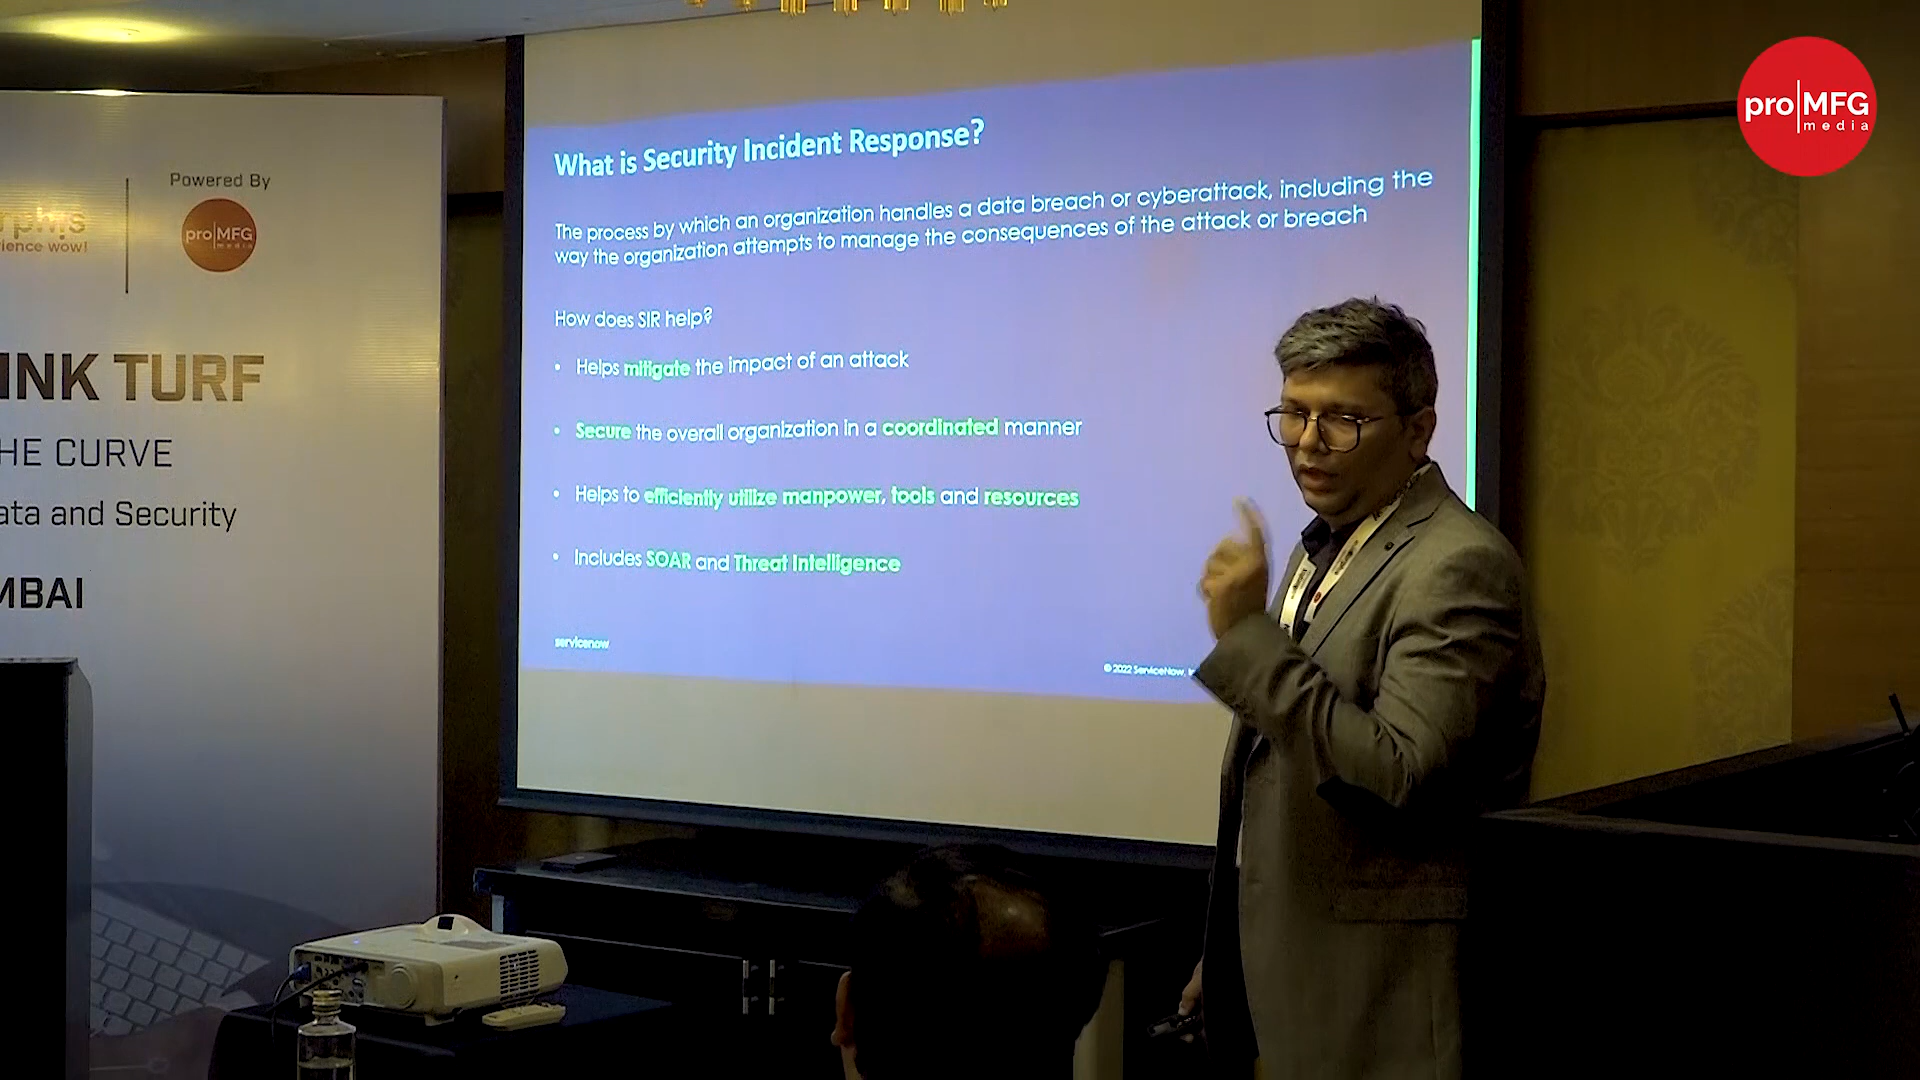 Powered By
rphis
rience wow!
pro|MFG
media
INK TURF
HE CURVE
ata and Security
MBAI
What is Security Incident Response?
The process by which an organization handles a data breach or cyberattack, including the
way the organization attempts to manage the consequences of the attack or breach
How does SIR help?
• Helps mitigate the impact of an attack
• Secure the overall organization in a coordinated manner
• Helps to efficiently utilize manpower, tools and resources
• Includes SOAR and Threat Intelligence
servicenow
© 2022 ServiceNow,
pro|MFG
media